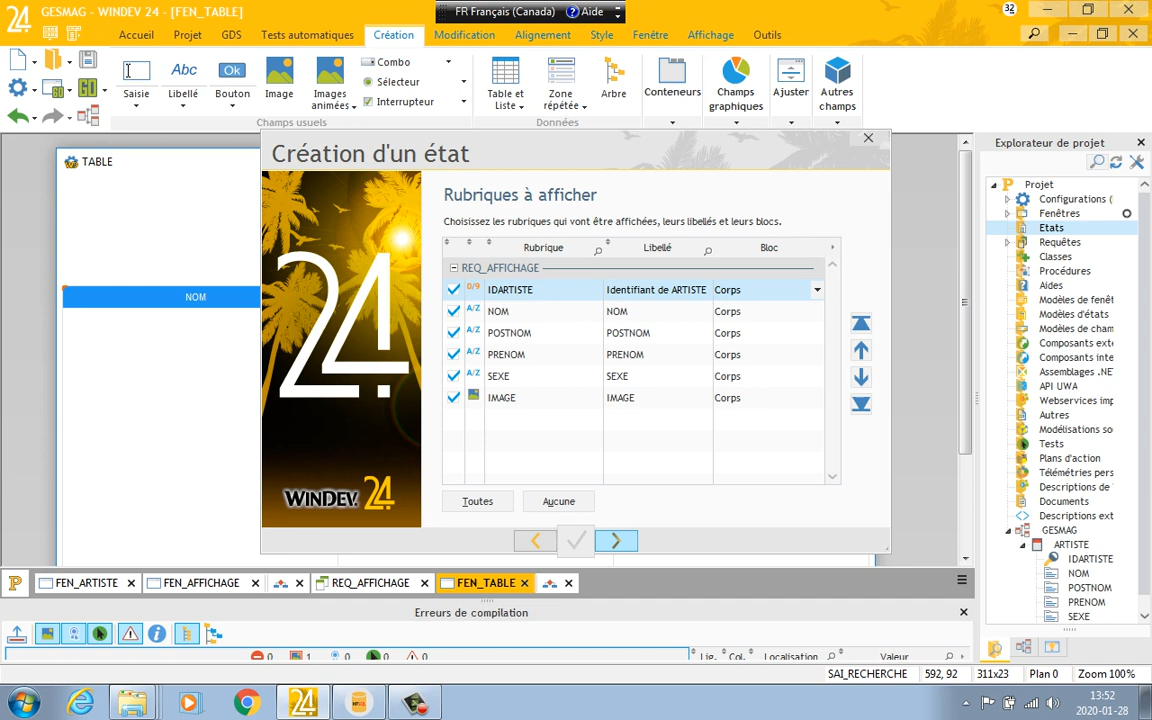 GESMAG - WINDEV 24 - [FEN_TABLE]
FR Français (Canada)
Aide
32
Accueil Projet GDS Tests automatiques Création Modification Alignement Style Fenêtre Affichage Outils
Abc
Ok
Combo
Sélecteur
Interrupteur
Saisie
Libellé
Bouton
Image
Images animées
Table et Liste
Zone répétée
Arbre
Conteneurs
Champs graphiques
Ajuster
Autres champs
Champs usuels
Données
TABLE
NOM
Création d'un état
24
WINDEV 24
Rubriques à afficher
Choisissez les rubriques qui vont être affichées, leurs libellés et leurs blocs.
Rubrique Libellé Bloc
REQ_AFFICHAGE
0/9 IDARTISTE Identifiant de ARTISTE Corps
A/Z NOM NOM Corps
A/Z POSTNOM POSTNOM Corps
A/Z PRENOM PRENOM Corps
A/Z SEXE SEXE Corps
IMAGE IMAGE Corps
Toutes
Aucune
Explorateur de projet
Projet
Configurations (
Fenêtres
Etats
Requêtes
Classes
Procédures
Aides
Modèles de fenêt
Modèles d'états
Modèles de cham
Composants exte
Composants inte
Assemblages .NE
API UWA
Webservices imp
Autres
Modélisations so
Tests
Plans d'action
Télémétries pers
Descriptions de
Documents
Descriptions ext
GESMAG
ARTISTE
IDARTISTE
NOM
POSTNOM
PRENOM
SEXE
FEN_ARTISTE
FEN_AFFICHAGE
REQ_AFFICHAGE
FEN_TABLE
Erreurs de compilation
0 1 0 0 0
Lig. Col. Localisation Valeur
SAI_RECHERCHE 592, 92 311x23 Plan 0 Zoom 100%
13:52
2020-01-28